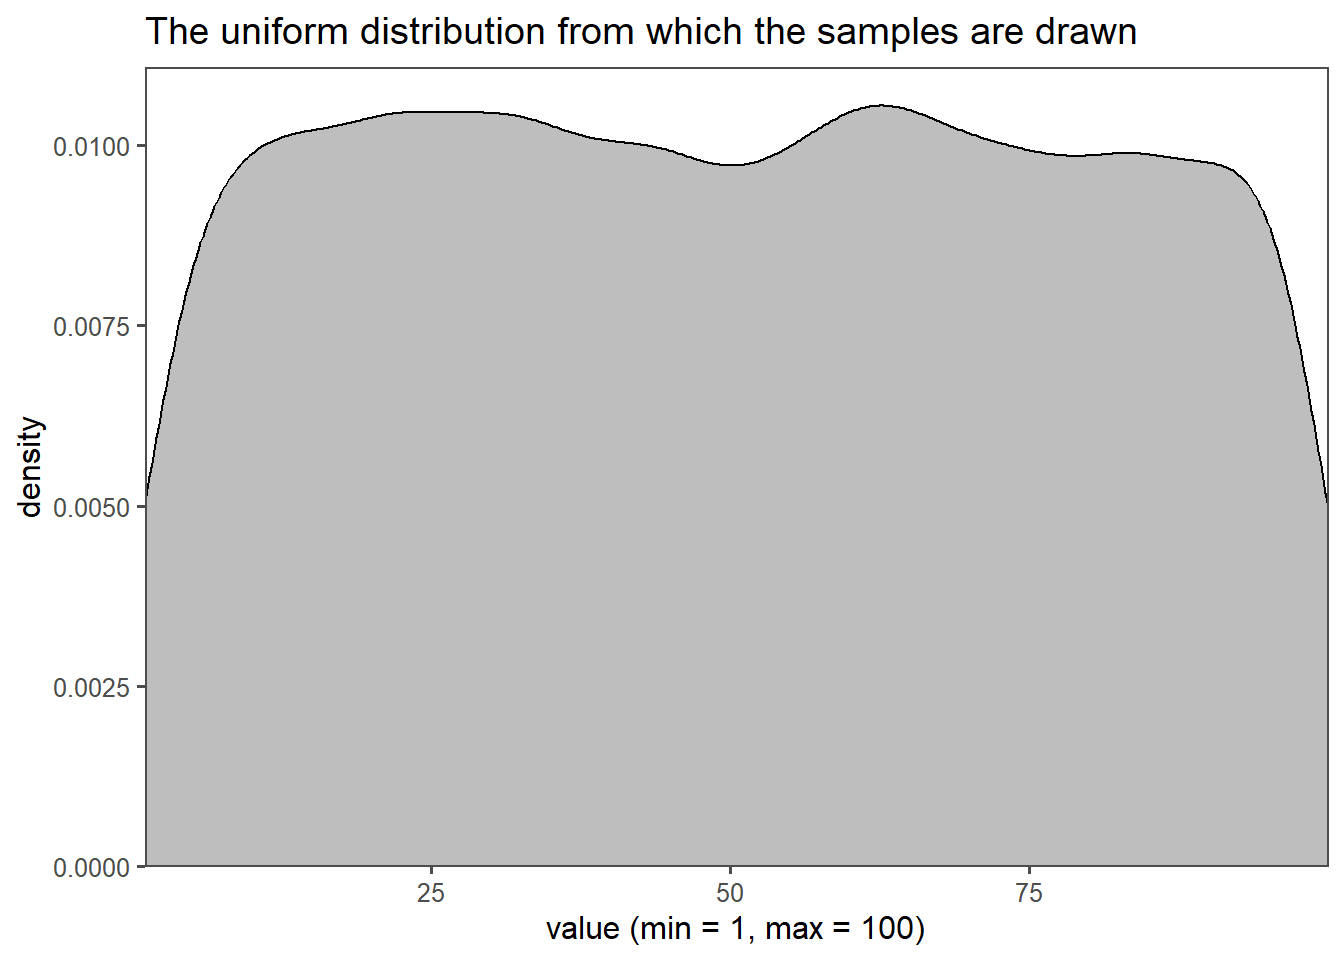 The uniform distribution from which the samples are drawn
0.0100
0.0075
0.0050
0.0025
0.0000
density
25 50 75
value (min = 1, max = 100)